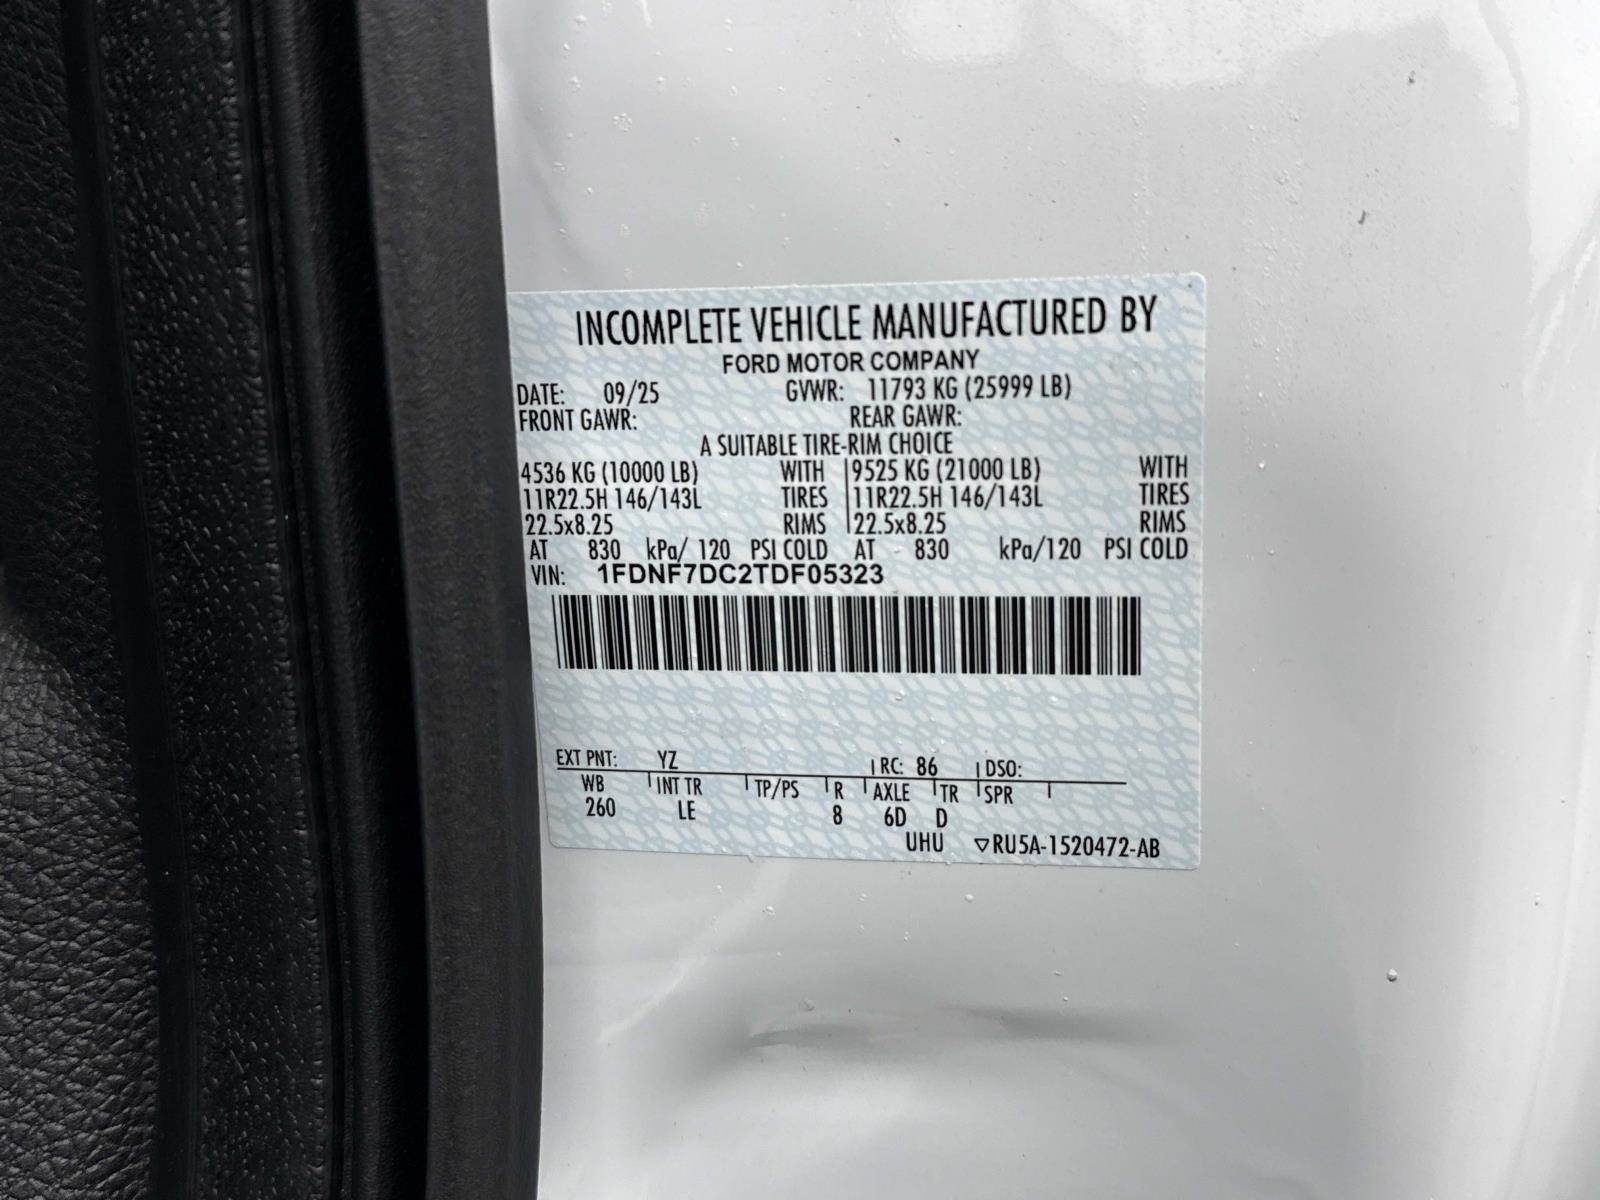 INCOMPLETE VEHICLE MANUFACTURED BY
FORD MOTOR COMPANY
DATE: 09/25 GVWR: 11793 KG (25999 LB)
FRONT GAWR: REAR GAWR:
A SUITABLE TIRE-RIM CHOICE
4536 KG (10000 LB) WITH 9525 KG (21000 LB) WITH
11R22.5H 146/143L TIRES 11R22.5H 146/143L TIRES
22.5x8.25 RIMS 22.5x8.25 RIMS
AT 830 kPa/ 120 PSI COLD AT 830 kPa/120 PSI COLD
VIN: 1FDNF7DC2TDF05323
EXT PNT: YZ RC: 86 DSO:
WB INT TR TP/PS R AXLE TR SPR
260 LE 8 6D D
UHU ▽RU5A-1520472-AB